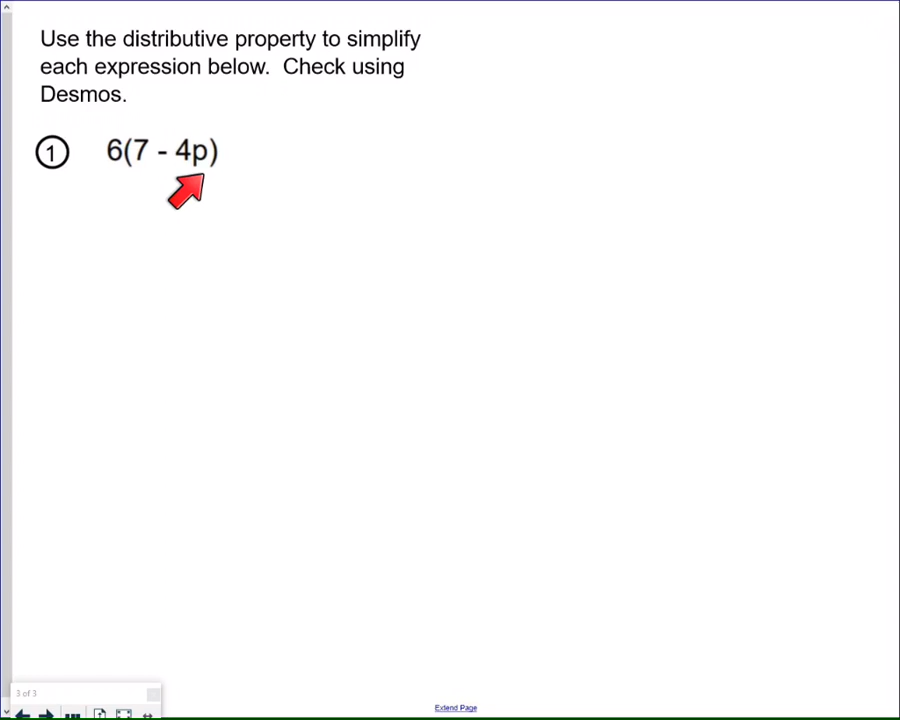 Use the distributive property to simplify
each expression below.  Check using
Desmos.
1 6(7 - 4p)
3 of 3
Extend Page